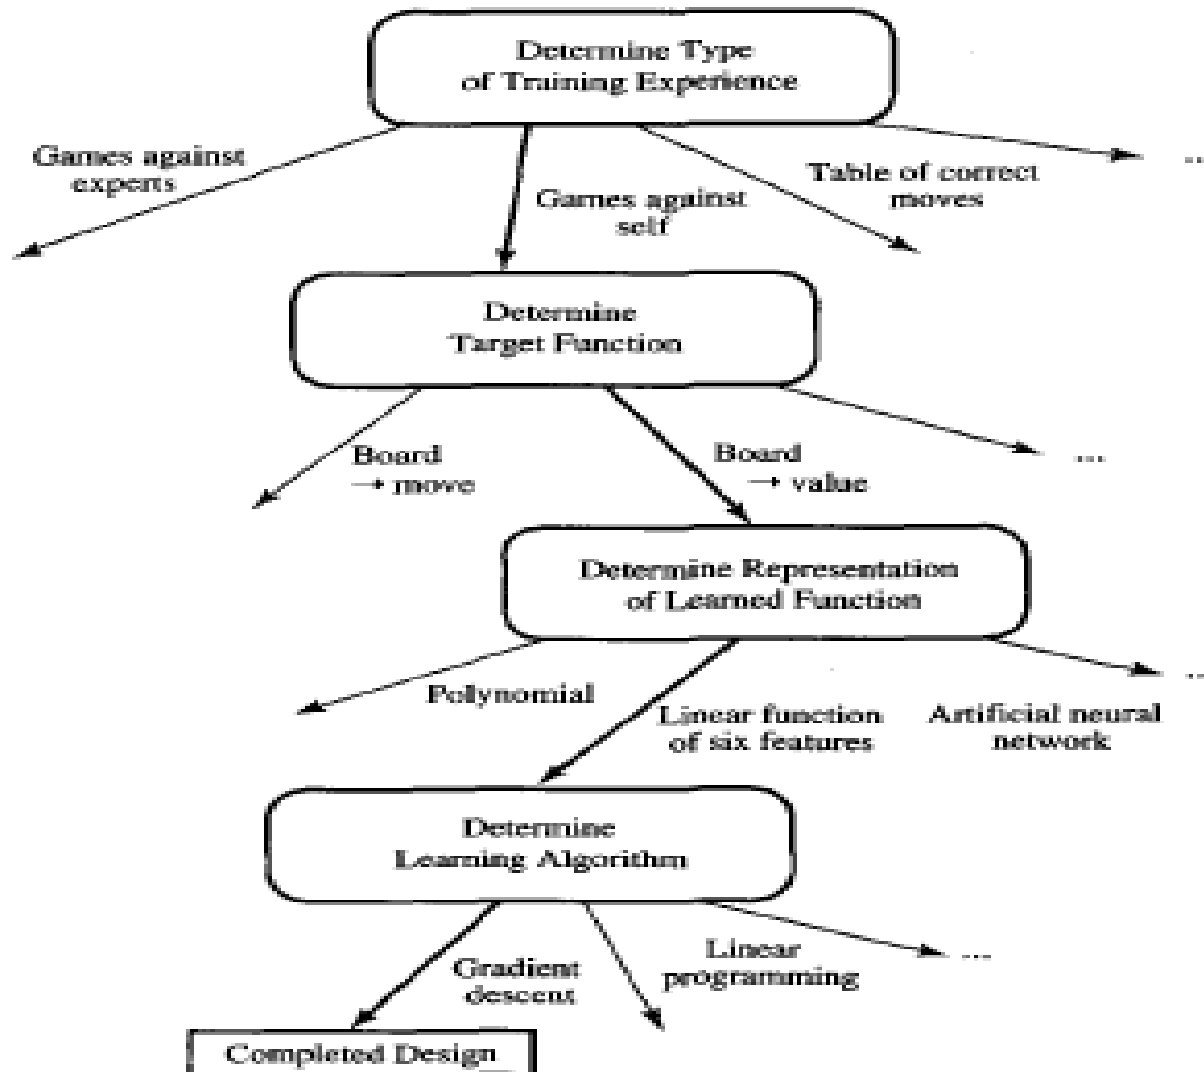 Determine Type
of Training Experience
Games against
experts
Games against
self
Table of correct
moves
...
Determine
Target Function
Board
→ move
Board
→ value
...
Determine Representation
of Learned Function
Polynomial
Linear function
of six features
Artificial neural
network
...
Determine
Learning Algorithm
Gradient
descent
Linear
programming
...
Completed Design